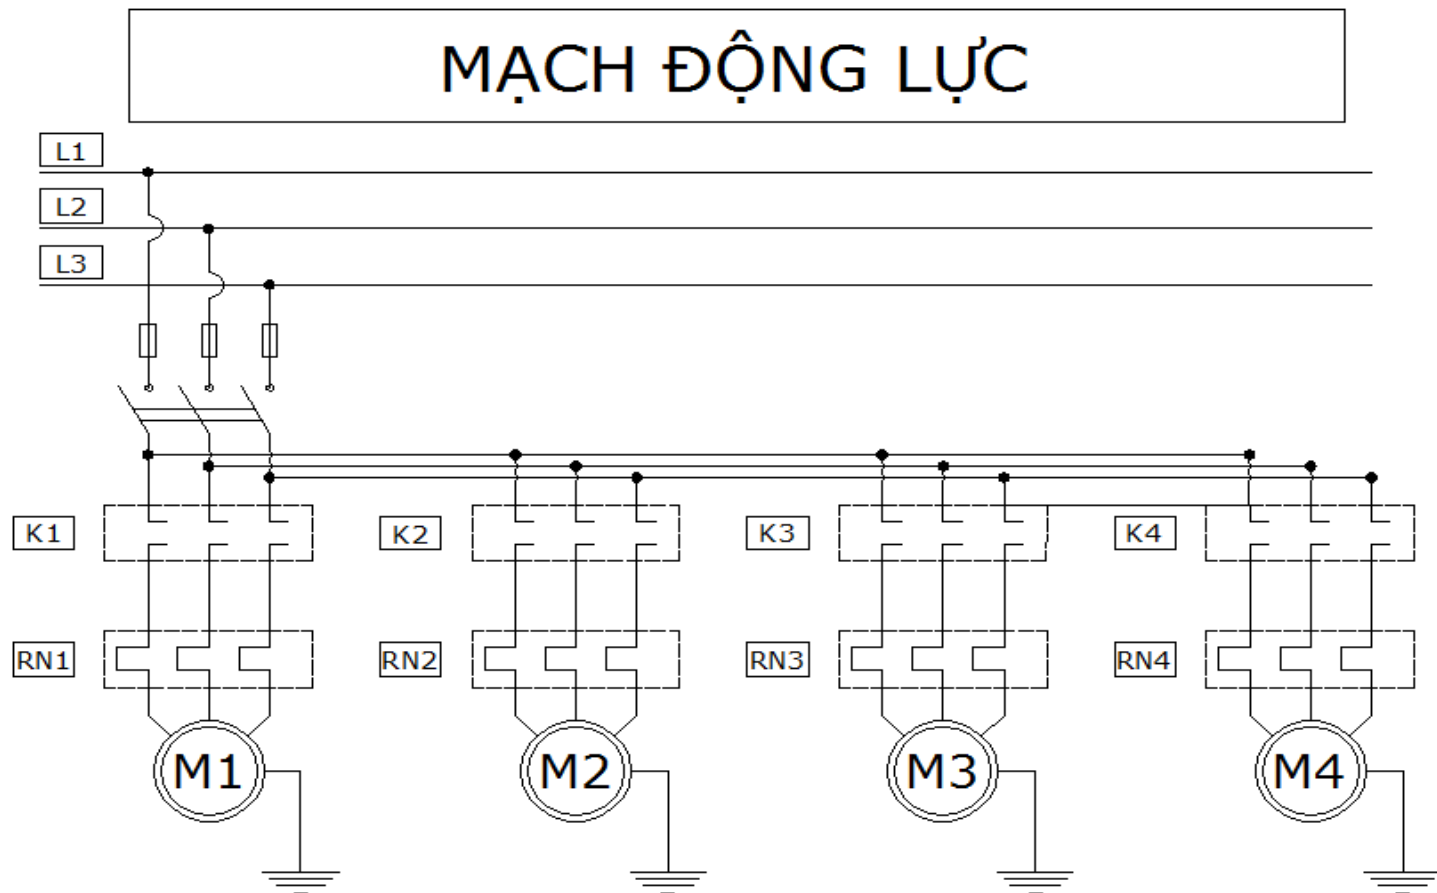 MẠCH ĐỘNG LỰC
L1
L2
L3
K1
K2
K3
K4
RN1
RN2
RN3
RN4
M1
M2
M3
M4